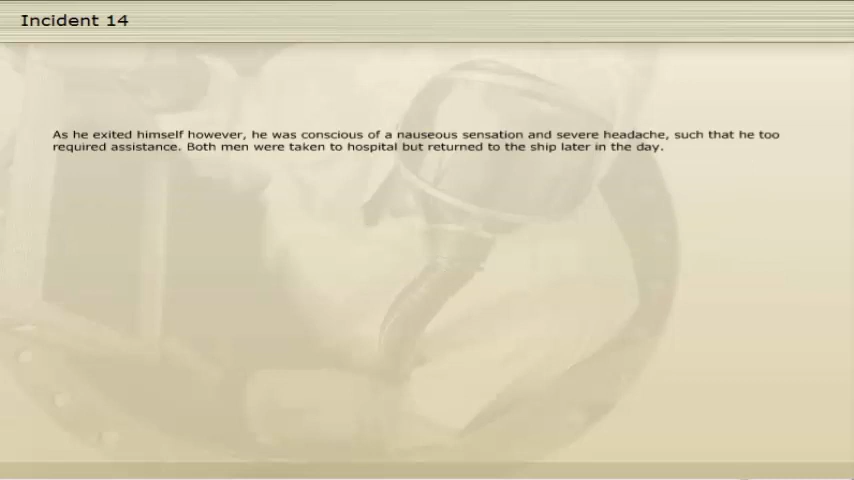 Incident 14
As he exited himself however, he was conscious of a nauseous sensation and severe headache, such that he too
required assistance. Both men were taken to hospital but returned to the ship later in the day.